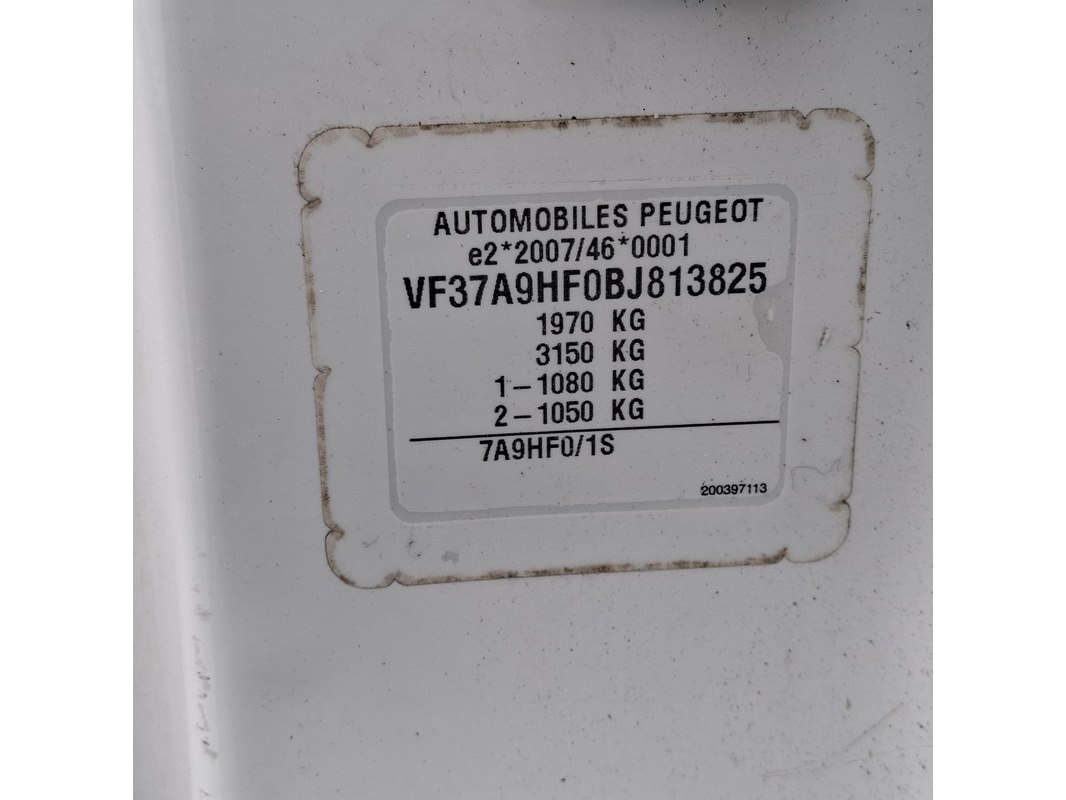 AUTOMOBILES PEUGEOT
e2*2007/46*0001
VF37A9HF0BJ813825
1970 KG
3150 KG
1-1080 KG
2-1050 KG
7A9HF0/1S
200397113